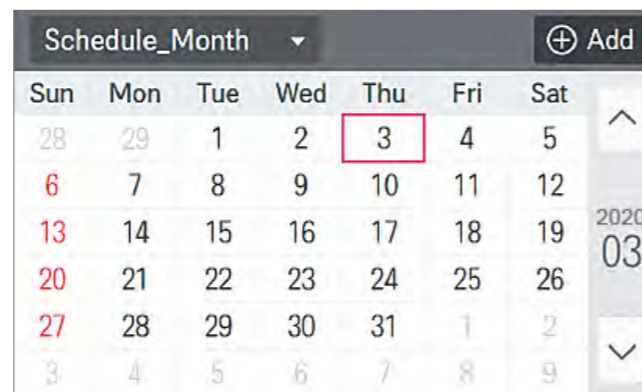 Schedule_Month Add
Sun Mon Tue Wed Thu Fri Sat
28 29 1 2 3 4 5
6 7 8 9 10 11 12
13 14 15 16 17 18 19
2020
03
20 21 22 23 24 25 26
27 28 29 30 31 1 2
3 4 5 6 7 8 9